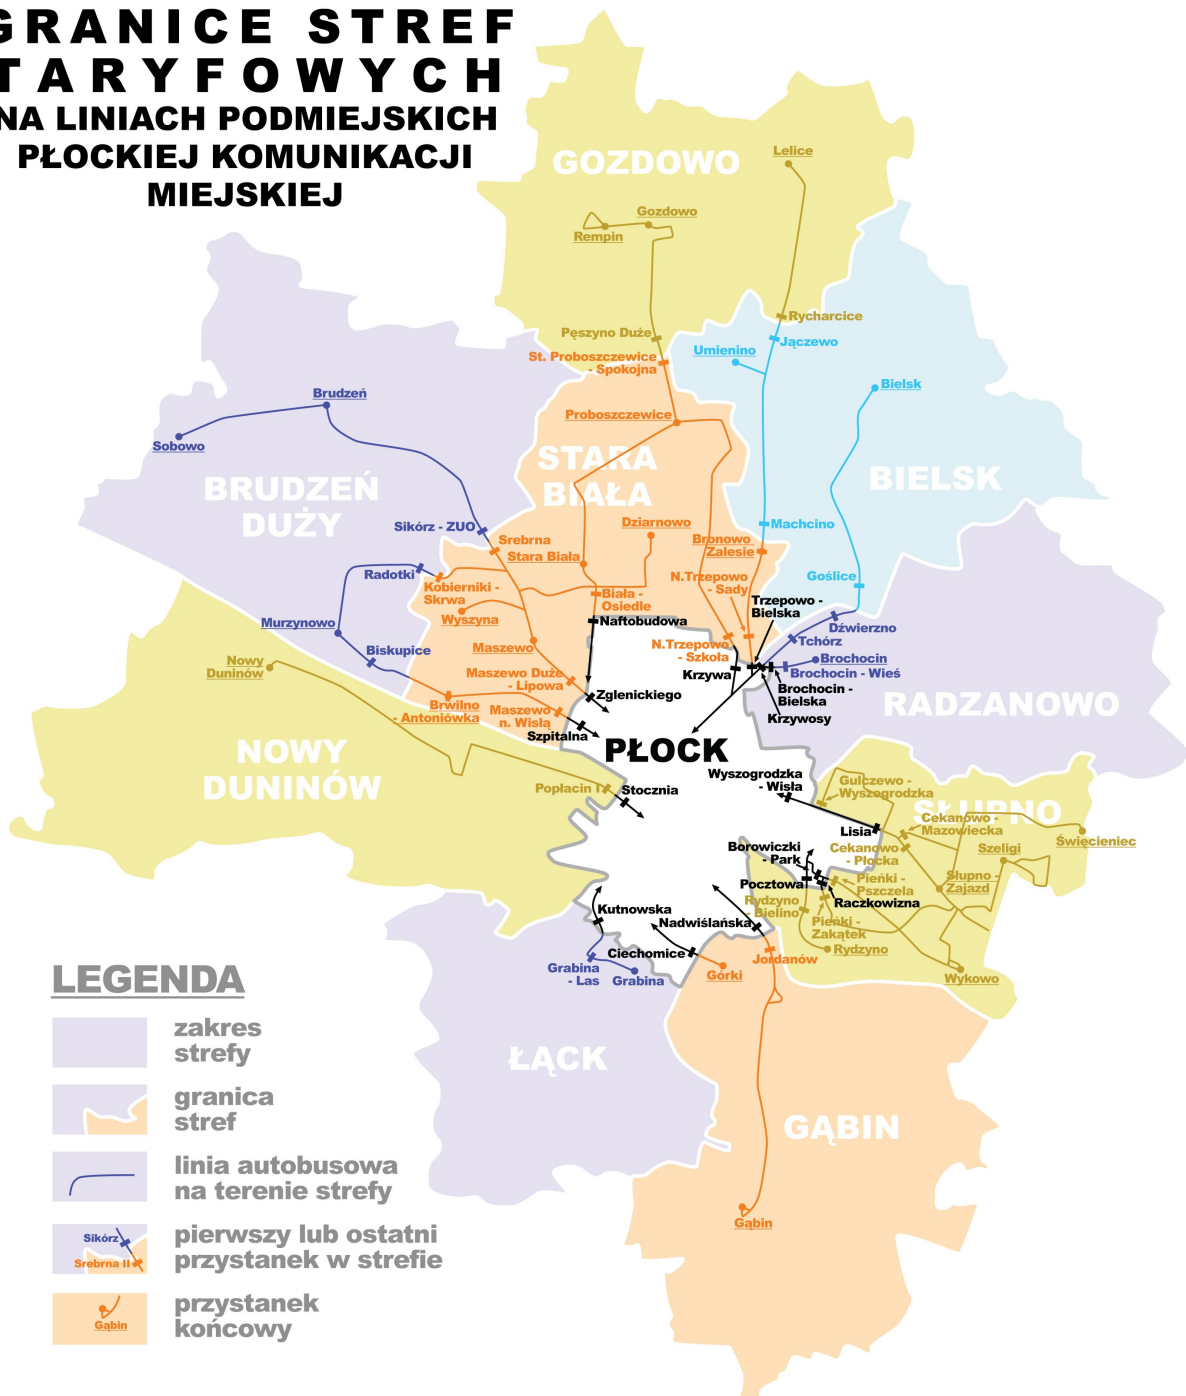 GRANICE STREF
TARYFOWYCH
NA LINIACH PODMIEJSKICH
PŁOCKIEJ KOMUNIKACJI
MIEJSKIEJ
GOZDOWO
Lelice
Gozdowo
Rempin
Rycharcice
Pęszyno Duże
Jączewo
St. Proboszczewice
- Spokojna
Umienino
Bielsk
Brudzeń
Proboszczewice
Sobowo
STARA
BIAŁA
BIELSK
BRUDZEŃ
DUŻY
Sikórz - ZUO
Dziarnowo
Machcino
Srebrna
Stara Biała
Bronowo
Zalesie
Radotki
Kobierniki -
Skrwa
N.Trzepowo
- Sady
Goślice
Biała -
Osiedle
Trzepowo -
Bielska
Wyszyna
Murzynowo
Naftobudowa
Dźwierzno
Tchórz
Biskupice
Maszewo
N.Trzepowo
- Szkoła
Brochocin
Brochocin - Wieś
Nowy
Duninów
Maszewo Duże
- Lipowa
Krzywa
Zglenickiego
Brochocin -
Bielska
Krzywosy
RADZANOWO
Brwilno
- Antoniówka
Maszewo
n. Wisłą
Szpitalna
PŁOCK
NOWY
DUNINÓW
Popłacin I
Stocznia
Wyszogrodzka
- Wisła
Gulczewo -
Wyszogrodzka
SŁUPNO
Lisia
Cekanowo -
Mazowiecka
Święcieniec
Cekanowo
- Płocka
Szeligi
Borowiczki
- Park
Pocztowa
Pieńki -
Pszczela
Słupno -
Zajazd
Raczkowizna
Rydzyno
- Bielino
Pieńki -
Zakątek
Rydzyno
Wykowo
Kutnowska
Nadwiślańska
Ciechomice
Jordanów
Górki
Grabina
- Las
Grabina
ŁĄCK
GĄBIN
Gąbin
LEGENDA
zakres
strefy
granica
stref
linia autobusowa
na terenie strefy
Sikórz
Srebrna II
pierwszy lub ostatni
przystanek w strefie
Gąbin
przystanek
końcowy